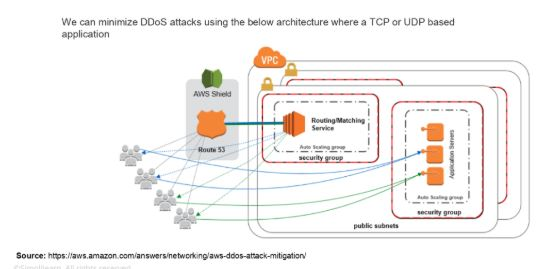 We can minimize DDoS attacks using the below architecture where a TCP or UDP based
application
VPC
AWS Shield
Route 53
Routing/Matching
Service
Auto Scaling group
security group
Application Servers
Auto Scaling group
security group
public subnets
Source: https://aws.amazon.com/answers/networking/aws-ddos-attack-mitigation/